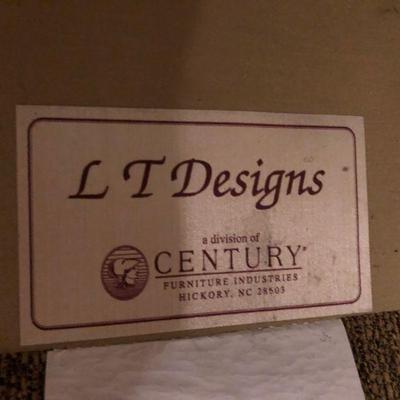 L T Designs
a division of
CENTURY®
FURNITURE INDUSTRIES
HICKORY, NC 28603